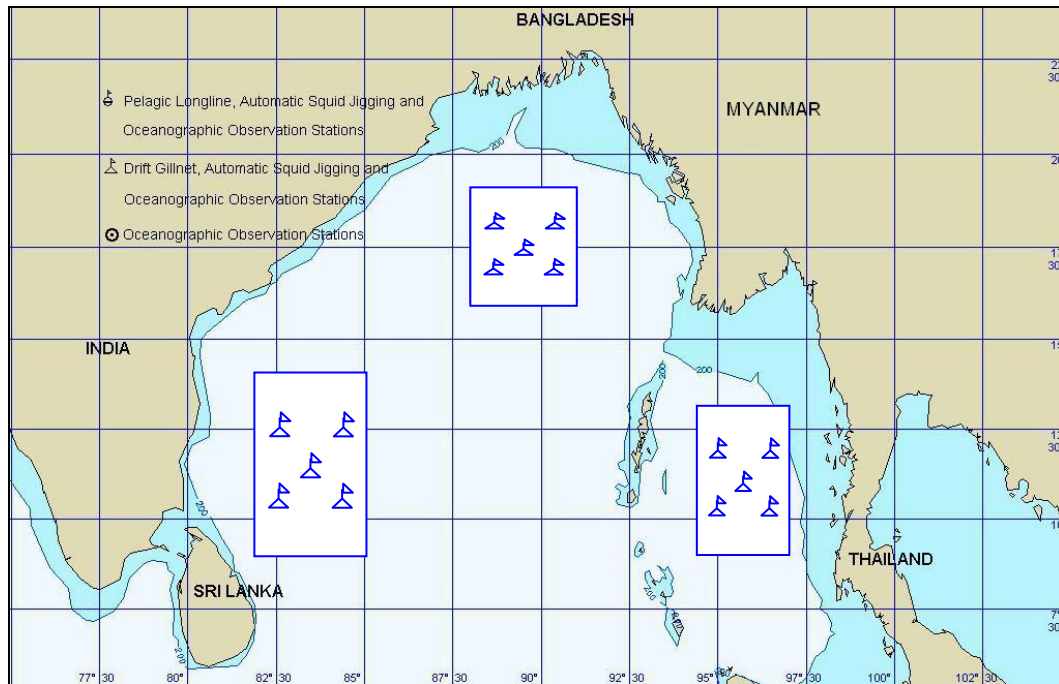 BANGLADESH
Pelagic Longline, Automatic Squid Jigging and
Oceanographic Observation Stations
MYANMAR
200
Drift Gillnet, Automatic Squid Jigging and
Oceanographic Observation Stations
Oceanographic Observation Stations
INDIA
200
200
200
THAILAND
SRI LANKA
200
200
77° 30
80°
82° 30
85°
87° 30
90°
92° 30
95°
97° 30
100°
102° 30